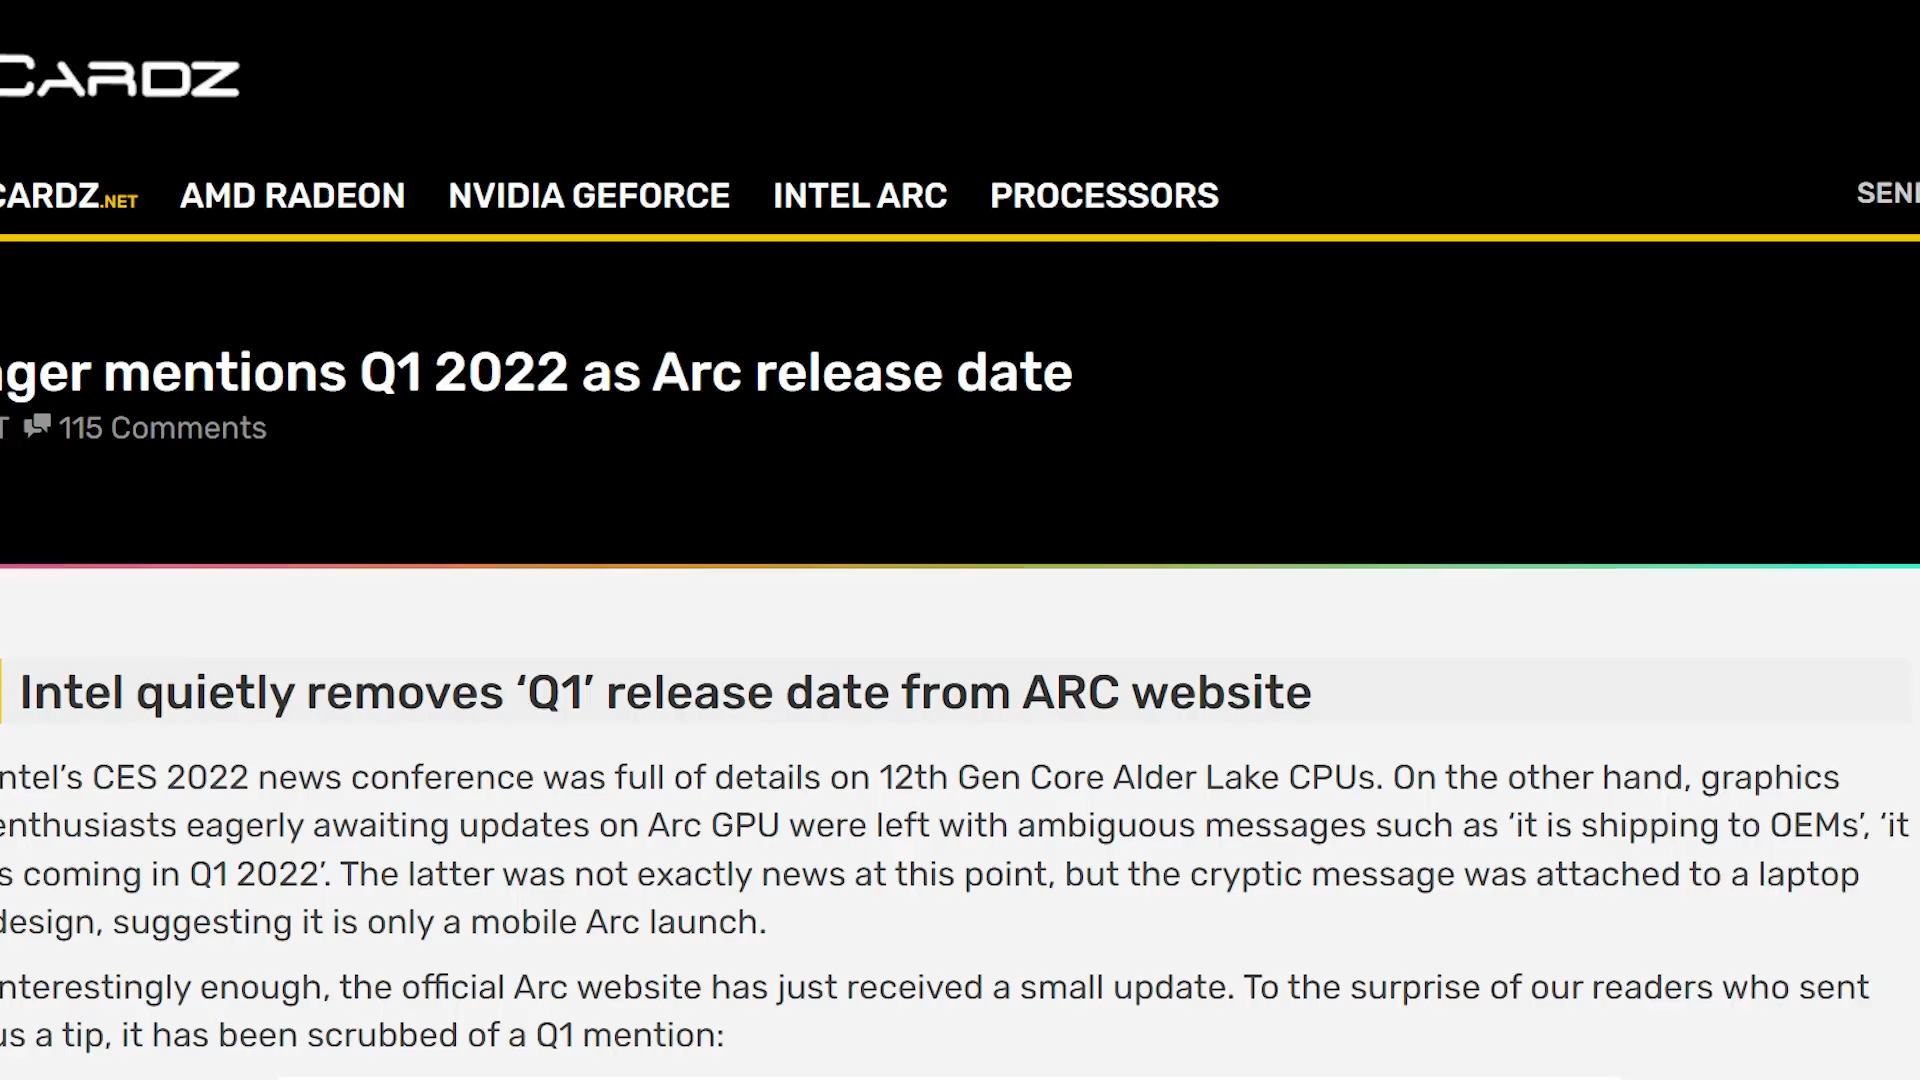 CARDZ
CARDZ.NET AMD RADEON NVIDIA GEFORCE INTEL ARC PROCESSORS
mentions Q1 2022 as Arc release date
115 Comments
Intel quietly removes ‘Q1’ release date from ARC website
ntel’s CES 2022 news conference was full of details on 12th Gen Core Alder Lake CPUs. On the other hand, graphics
enthusiasts eagerly awaiting updates on Arc GPU were left with ambiguous messages such as ‘it is shipping to OEMs’, ‘it
s coming in Q1 2022’. The latter was not exactly news at this point, but the cryptic message was attached to a laptop
design, suggesting it is only a mobile Arc launch.
nterestingly enough, the official Arc website has just received a small update. To the surprise of our readers who sent
us a tip, it has been scrubbed of a Q1 mention: